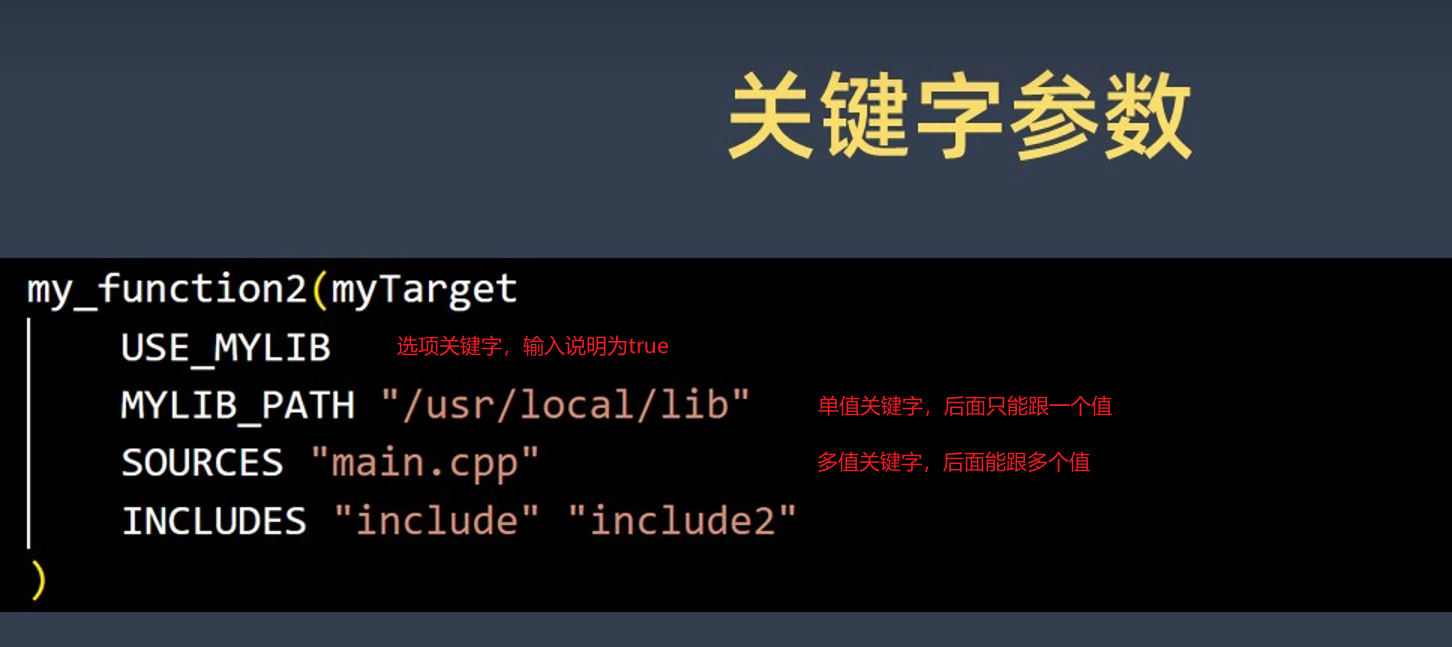 关键字参数
my_function2(myTarget
USE_MYLIB 选项关键字，输入说明为true
MYLIB_PATH "/usr/local/lib" 单值关键字，后面只能跟一个值
SOURCES "main.cpp" 多值关键字，后面能跟多个值
INCLUDES "include" "include2"
)